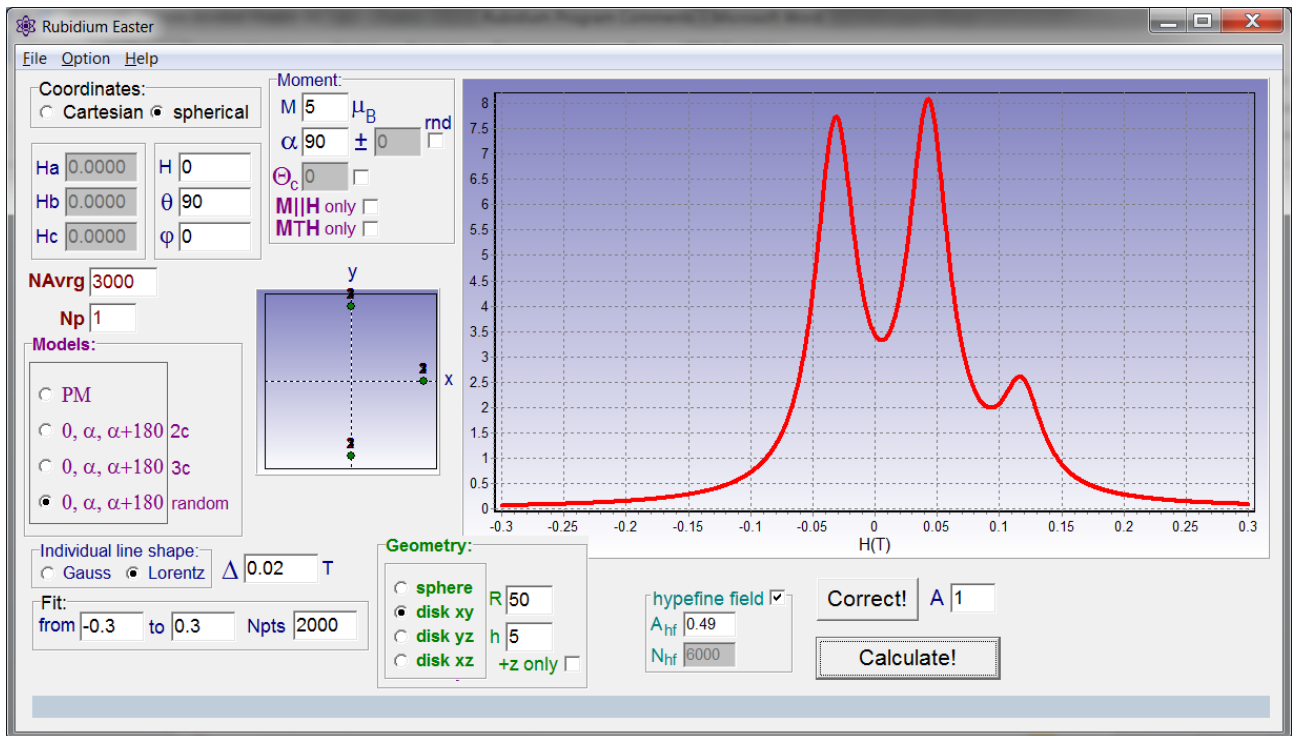 Rubidium Easter
File Option Help
Coordinates:
Cartesian spherical
Ha 0.0000
Hb 0.0000
Hc 0.0000
H 0
θ 90
φ 0
Moment:
M 5 μB
α 90 ± 0 rnd
Θc 0
M||H only
M⊤H only
NAvrg 3000
Np 1
Models:
PM
0, α, α+180 2c
0, α, α+180 3c
0, α, α+180 random
y
x
8
7.5
7
6.5
6
5.5
5
4.5
4
3.5
3
2.5
2
1.5
1
0.5
0
-0.3 -0.25 -0.2 -0.15 -0.1 -0.05 0 0.05 0.1 0.15 0.2 0.25 0.3
H(T)
Individual line shape:
Gauss Lorentz Δ 0.02 T
Fit:
from -0.3 to 0.3 Npts 2000
Geometry:
sphere
disk xy
disk yz
disk xz
R 50
h 5
+z only
hypefine field
Ahf 0.49
Nhf 6000
Correct! A 1
Calculate!